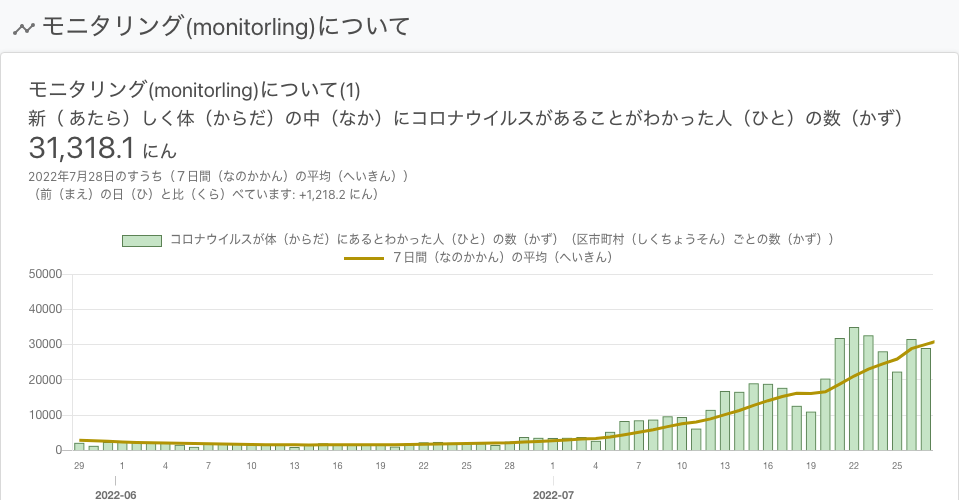 モニタリング(monitorling)について
モニタリング(monitorling)について(1)
新（ あたら）しく体（からだ）の中（なか）にコロナウイルスがあることがわかった人（ひと）の数（かず）
31,318.1 にん
2022年7月28日のすうち（７日間（なのかかん）の平均（へいきん））
（前（まえ）の日（ひ）と比（くら）べています: +1,218.2 にん）
コロナウイルスが体（からだ）にあるとわかった人（ひと）の数（かず）（区市町村（しくちょうそん）ごとの数（かず））
７日間（なのかかん）の平均（へいきん）
50000
40000
30000
20000
10000
0
29 1 4 7 10 13 16 19 22 25 28 1 4 7 10 13 16 19 22 25
2022-06 2022-07